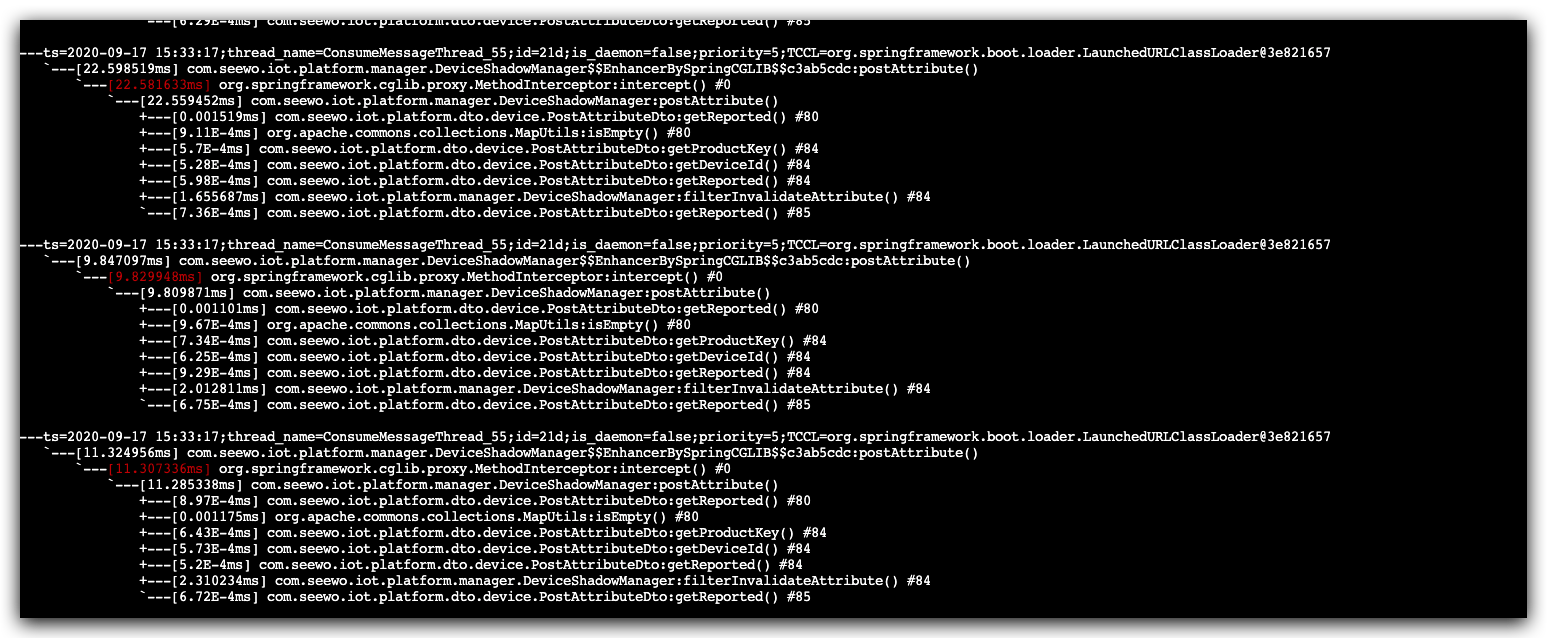 `---[6.29E-4ms] com.seewo.iot.platform.dto.device.PostAttributeDto:getReported() #85
---ts=2020-09-17 15:33:17;thread_name=ConsumeMessageThread_55;id=21d;is_daemon=false;priority=5;TCCL=org.springframework.boot.loader.LaunchedURLClassLoader@3e821657
`---[22.598519ms] com.seewo.iot.platform.manager.DeviceShadowManager$$EnhancerBySpringCGLIB$$c3ab5cdc:postAttribute()
`---[22.581633ms] org.springframework.cglib.proxy.MethodInterceptor:intercept() #0
`---[22.559452ms] com.seewo.iot.platform.manager.DeviceShadowManager:postAttribute()
+---[0.001519ms] com.seewo.iot.platform.dto.device.PostAttributeDto:getReported() #80
+---[9.11E-4ms] org.apache.commons.collections.MapUtils:isEmpty() #80
+---[5.7E-4ms] com.seewo.iot.platform.dto.device.PostAttributeDto:getProductKey() #84
+---[5.28E-4ms] com.seewo.iot.platform.dto.device.PostAttributeDto:getDeviceId() #84
+---[5.98E-4ms] com.seewo.iot.platform.dto.device.PostAttributeDto:getReported() #84
+---[1.655687ms] com.seewo.iot.platform.manager.DeviceShadowManager:filterInvalidateAttribute() #84
`---[7.36E-4ms] com.seewo.iot.platform.dto.device.PostAttributeDto:getReported() #85
---ts=2020-09-17 15:33:17;thread_name=ConsumeMessageThread_55;id=21d;is_daemon=false;priority=5;TCCL=org.springframework.boot.loader.LaunchedURLClassLoader@3e821657
`---[9.847097ms] com.seewo.iot.platform.manager.DeviceShadowManager$$EnhancerBySpringCGLIB$$c3ab5cdc:postAttribute()
`---[9.829948ms] org.springframework.cglib.proxy.MethodInterceptor:intercept() #0
`---[9.809871ms] com.seewo.iot.platform.manager.DeviceShadowManager:postAttribute()
+---[0.001101ms] com.seewo.iot.platform.dto.device.PostAttributeDto:getReported() #80
+---[9.67E-4ms] org.apache.commons.collections.MapUtils:isEmpty() #80
+---[7.34E-4ms] com.seewo.iot.platform.dto.device.PostAttributeDto:getProductKey() #84
+---[6.25E-4ms] com.seewo.iot.platform.dto.device.PostAttributeDto:getDeviceId() #84
+---[9.29E-4ms] com.seewo.iot.platform.dto.device.PostAttributeDto:getReported() #84
+---[2.012811ms] com.seewo.iot.platform.manager.DeviceShadowManager:filterInvalidateAttribute() #84
`---[6.75E-4ms] com.seewo.iot.platform.dto.device.PostAttributeDto:getReported() #85
---ts=2020-09-17 15:33:17;thread_name=ConsumeMessageThread_55;id=21d;is_daemon=false;priority=5;TCCL=org.springframework.boot.loader.LaunchedURLClassLoader@3e821657
`---[11.324956ms] com.seewo.iot.platform.manager.DeviceShadowManager$$EnhancerBySpringCGLIB$$c3ab5cdc:postAttribute()
`---[11.307336ms] org.springframework.cglib.proxy.MethodInterceptor:intercept() #0
`---[11.285338ms] com.seewo.iot.platform.manager.DeviceShadowManager:postAttribute()
+---[8.97E-4ms] com.seewo.iot.platform.dto.device.PostAttributeDto:getReported() #80
+---[0.001175ms] org.apache.commons.collections.MapUtils:isEmpty() #80
+---[6.43E-4ms] com.seewo.iot.platform.dto.device.PostAttributeDto:getProductKey() #84
+---[5.73E-4ms] com.seewo.iot.platform.dto.device.PostAttributeDto:getDeviceId() #84
+---[5.2E-4ms] com.seewo.iot.platform.dto.device.PostAttributeDto:getReported() #84
+---[2.310234ms] com.seewo.iot.platform.manager.DeviceShadowManager:filterInvalidateAttribute() #84
`---[6.72E-4ms] com.seewo.iot.platform.dto.device.PostAttributeDto:getReported() #85